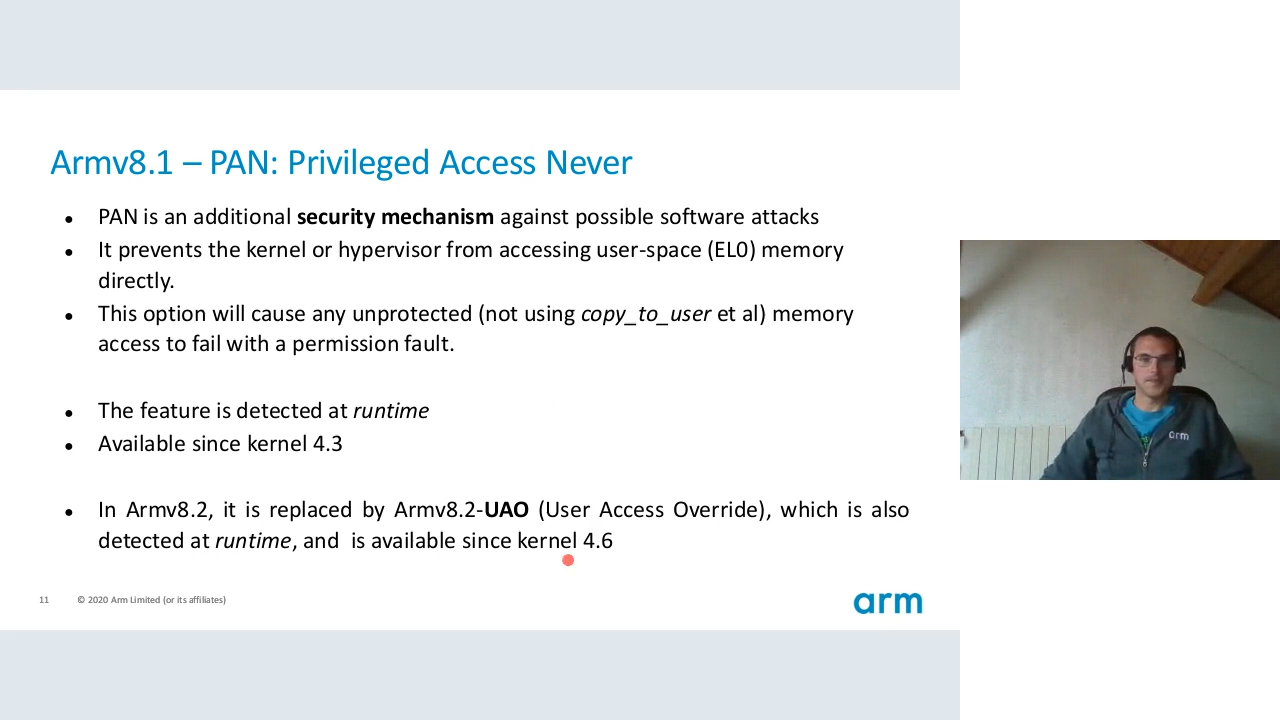 Armv8.1 – PAN: Privileged Access Never
● PAN is an additional security mechanism against possible software attacks
● It prevents the kernel or hypervisor from accessing user-space (EL0) memory
directly.
● This option will cause any unprotected (not using copy_to_user et al) memory
access to fail with a permission fault.
● The feature is detected at runtime
● Available since kernel 4.3
● In Armv8.2, it is replaced by Armv8.2-UAO (User Access Override), which is also
detected at runtime, and is available since kernel 4.6
11 © 2020 Arm Limited (or its affiliates)
arm
arm